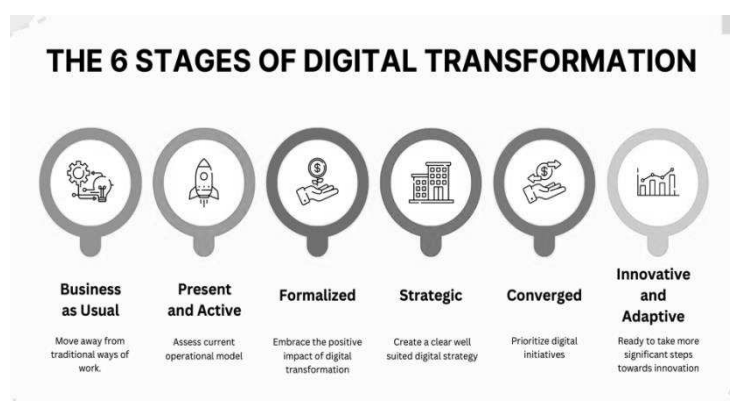 THE 6 STAGES OF DIGITAL TRANSFORMATION
Business
as Usual
Move away from
traditional ways of
work.
Present
and Active
Assess current
operational model
Formalized
Embrace the positive
impact of digital
transformation
Strategic
Create a clear well
suited digital strategy
Converged
Prioritize digital
initiatives
Innovative
and
Adaptive
Ready to take more
significant steps
towards innovation